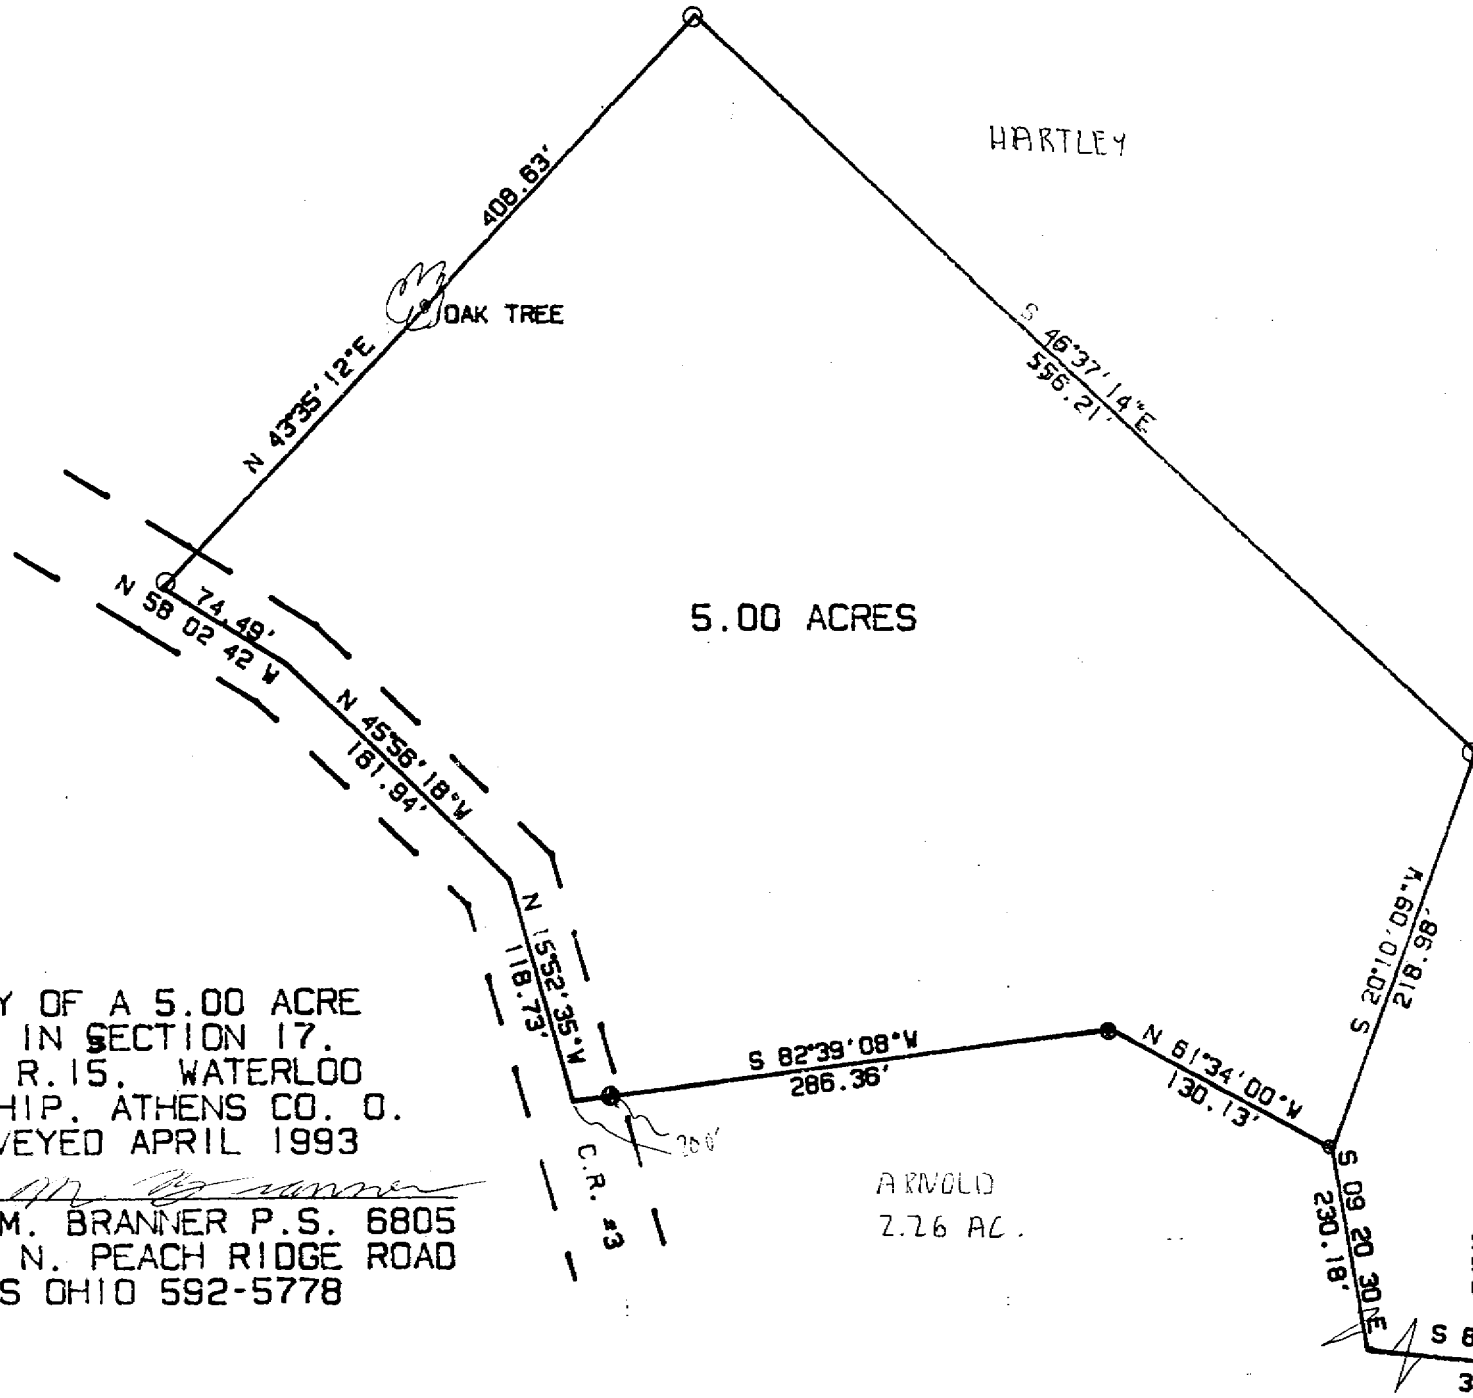 HARTLEY
408.63'
OAK TREE
N 43°35'12"E
S 46°37'14"E
556.21'
5.00 ACRES
74.49'
N 58 02 42 W
N 45°56'18"W
181.94'
N 15°52'35"W
118.73'
S 20°10'09"W
218.98'
S 82°39'08"W
286.36'
N 61°34'00"W
130.13'
C.R. #3
ARNOLD
2.26 AC.
S 09 20 30 E
230.18'
S 8
3
Y OF A 5.00 ACRE
IN SECTION 17.
R.15. WATERLOO
HIP. ATHENS CO. O.
VEYED APRIL 1993
M. BRANNER P.S. 6805
N. PEACH RIDGE ROAD
S OHIO 592-5778